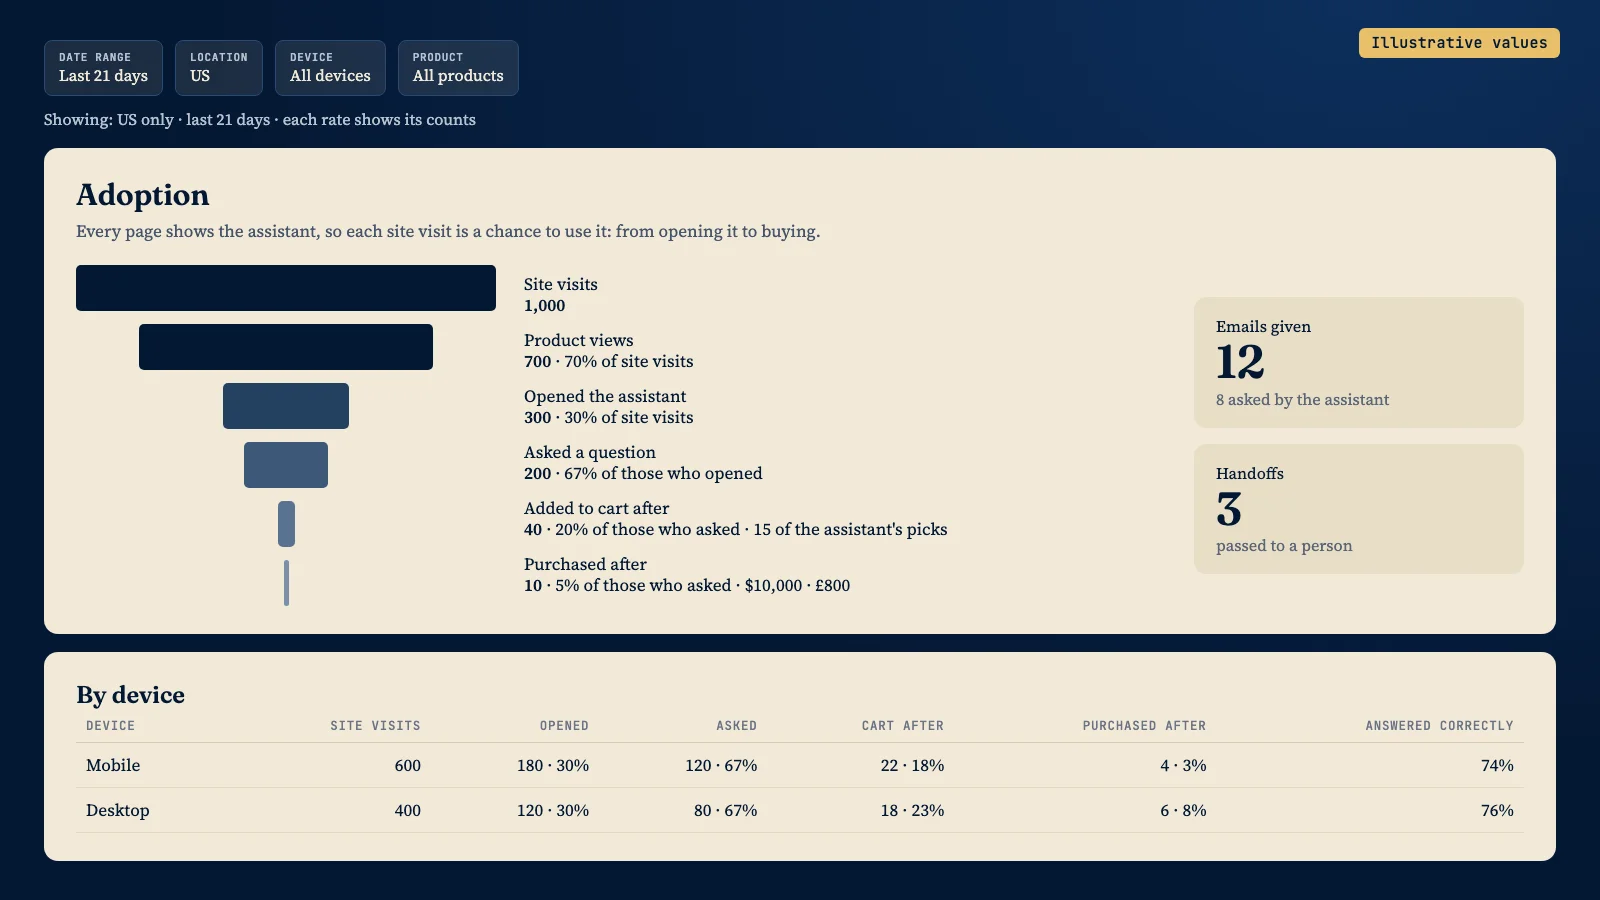 DATE RANGE
Last 21 days
LOCATION
US
DEVICE
All devices
PRODUCT
All products
Illustrative values
Showing: US only · last 21 days · each rate shows its counts
Adoption
Every page shows the assistant, so each site visit is a chance to use it: from opening it to buying.
Site visits
1,000
Product views
700 · 70% of site visits
Opened the assistant
300 · 30% of site visits
Asked a question
200 · 67% of those who opened
Added to cart after
40 · 20% of those who asked · 15 of the assistant's picks
Purchased after
10 · 5% of those who asked · $10,000 · £800
Emails given
12
8 asked by the assistant
Handoffs
3
passed to a person
By device
DEVICE SITE VISITS OPENED ASKED CART AFTER PURCHASED AFTER ANSWERED CORRECTLY
Mobile 600 180 · 30% 120 · 67% 22 · 18% 4 · 3% 74%
Desktop 400 120 · 30% 80 · 67% 18 · 23% 6 · 8% 76%